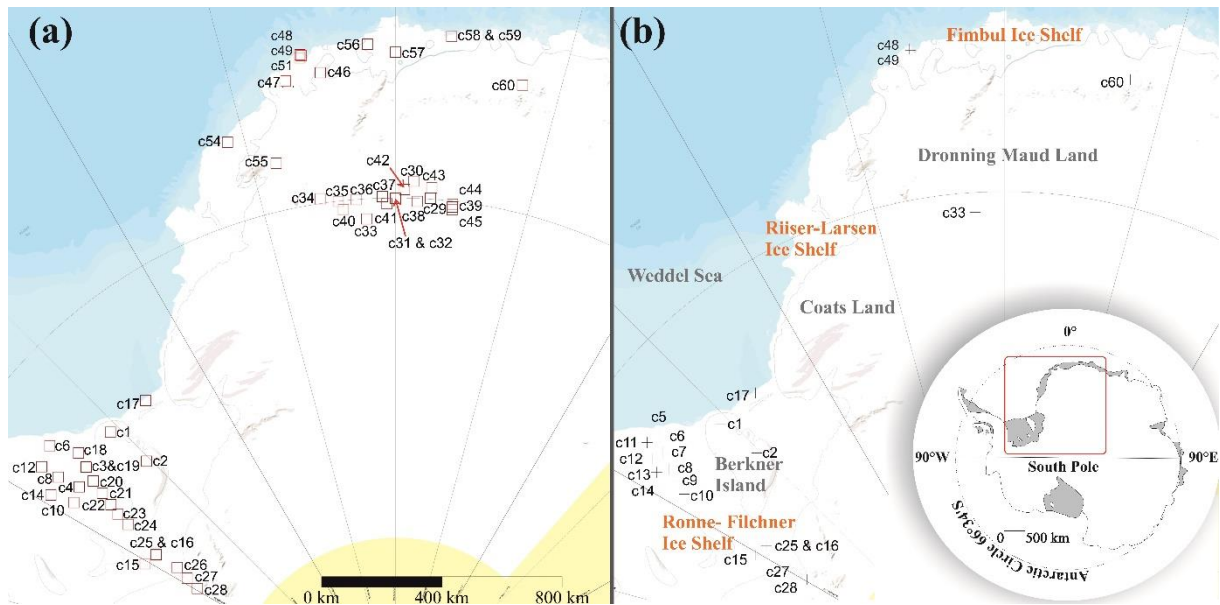 (a)
c48
c49
c51
c47
c46
c56
c57
c58 & c59
c60
c54
c55
c42
c30
c43
c37
c36
c35
c34
c44
c39
c45
c29
c38
c41
c40
c33
c31 & c32
c17
c1
c6
c18
c2
c12
c3&c19
c8
c20
c4
c21
c14
c22
c10
c23
c24
c25 & c16
c15
c26
c27
c28
0 km
400 km
800 km
(b)
Fimbul Ice Shelf
c48
c49
c60
Dronning Maud Land
c33
Riiser-Larsen
Ice Shelf
Weddel Sea
Coats Land
c17
c5
c1
c11
c6
c12
c7
c2
c13
c8
c14
c9
c10
Berkner
Island
Ronne- Filchner
Ice Shelf
c25 & c16
c15
c27
c28
0°
90°W
90°E
South Pole
0
500 km
Antarctic Circle 66°34'S